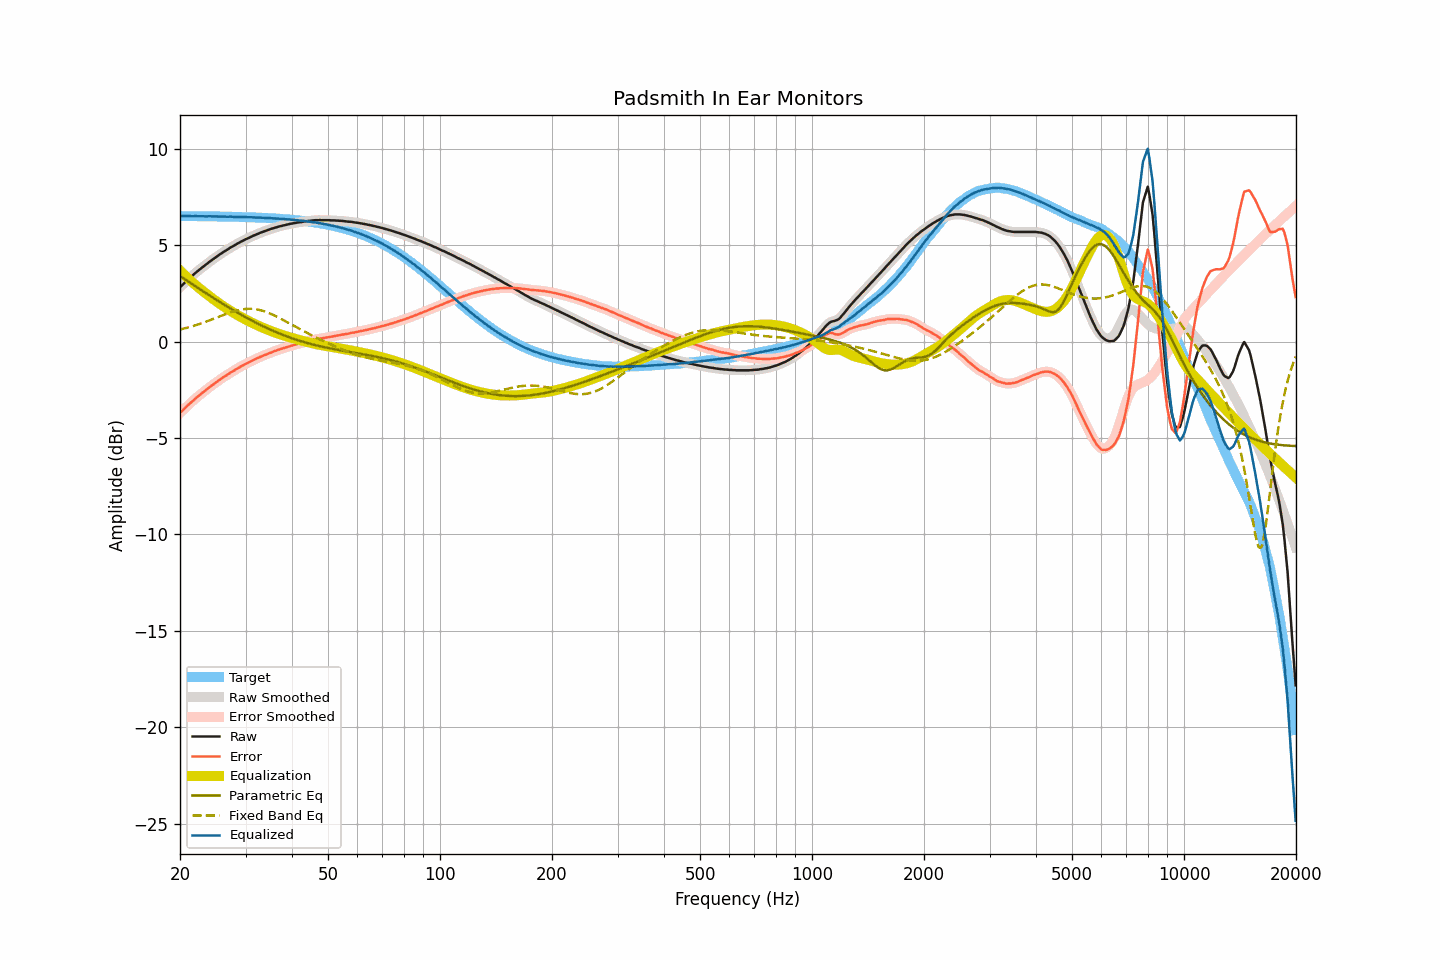 Padsmith In Ear Monitors
10
5
0
−5
−10
−15
−20
−25
Amplitude (dBr)
Target
Raw Smoothed
Error Smoothed
Raw
Error
Equalization
Parametric Eq
Fixed Band Eq
Equalized
20 50 100 200 500 1000 2000 5000 10000 20000
Frequency (Hz)